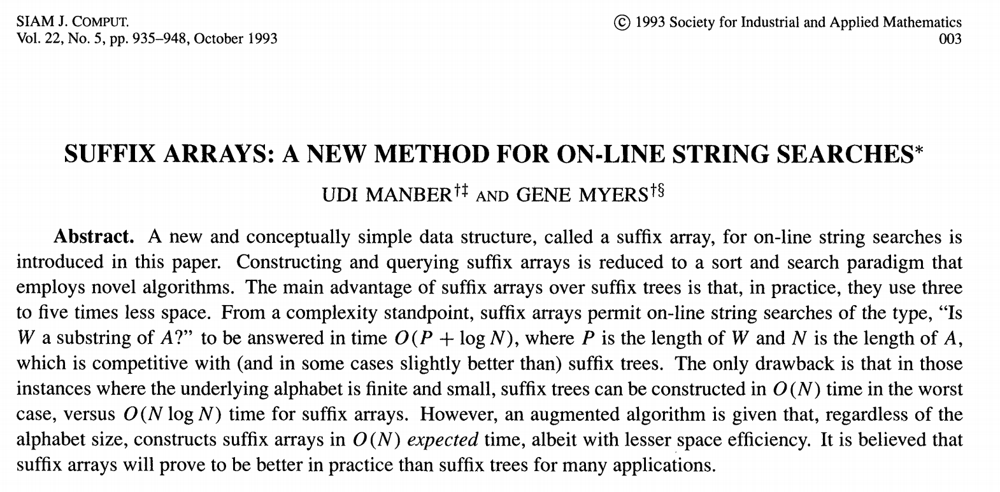 SIAM J. COMPUT.
Vol. 22, No. 5, pp. 935–948, October 1993
© 1993 Society for Industrial and Applied Mathematics
003
SUFFIX ARRAYS: A NEW METHOD FOR ON-LINE STRING SEARCHES*
UDI MANBER†‡ AND GENE MYERS†§
Abstract. A new and conceptually simple data structure, called a suffix array, for on-line string searches is
introduced in this paper. Constructing and querying suffix arrays is reduced to a sort and search paradigm that
employs novel algorithms. The main advantage of suffix arrays over suffix trees is that, in practice, they use three
to five times less space. From a complexity standpoint, suffix arrays permit on-line string searches of the type, “Is
W a substring of A?” to be answered in time O(P + log N), where P is the length of W and N is the length of A,
which is competitive with (and in some cases slightly better than) suffix trees. The only drawback is that in those
instances where the underlying alphabet is finite and small, suffix trees can be constructed in O(N) time in the worst
case, versus O(N log N) time for suffix arrays. However, an augmented algorithm is given that, regardless of the
alphabet size, constructs suffix arrays in O(N) expected time, albeit with lesser space efficiency. It is believed that
suffix arrays will prove to be better in practice than suffix trees for many applications.